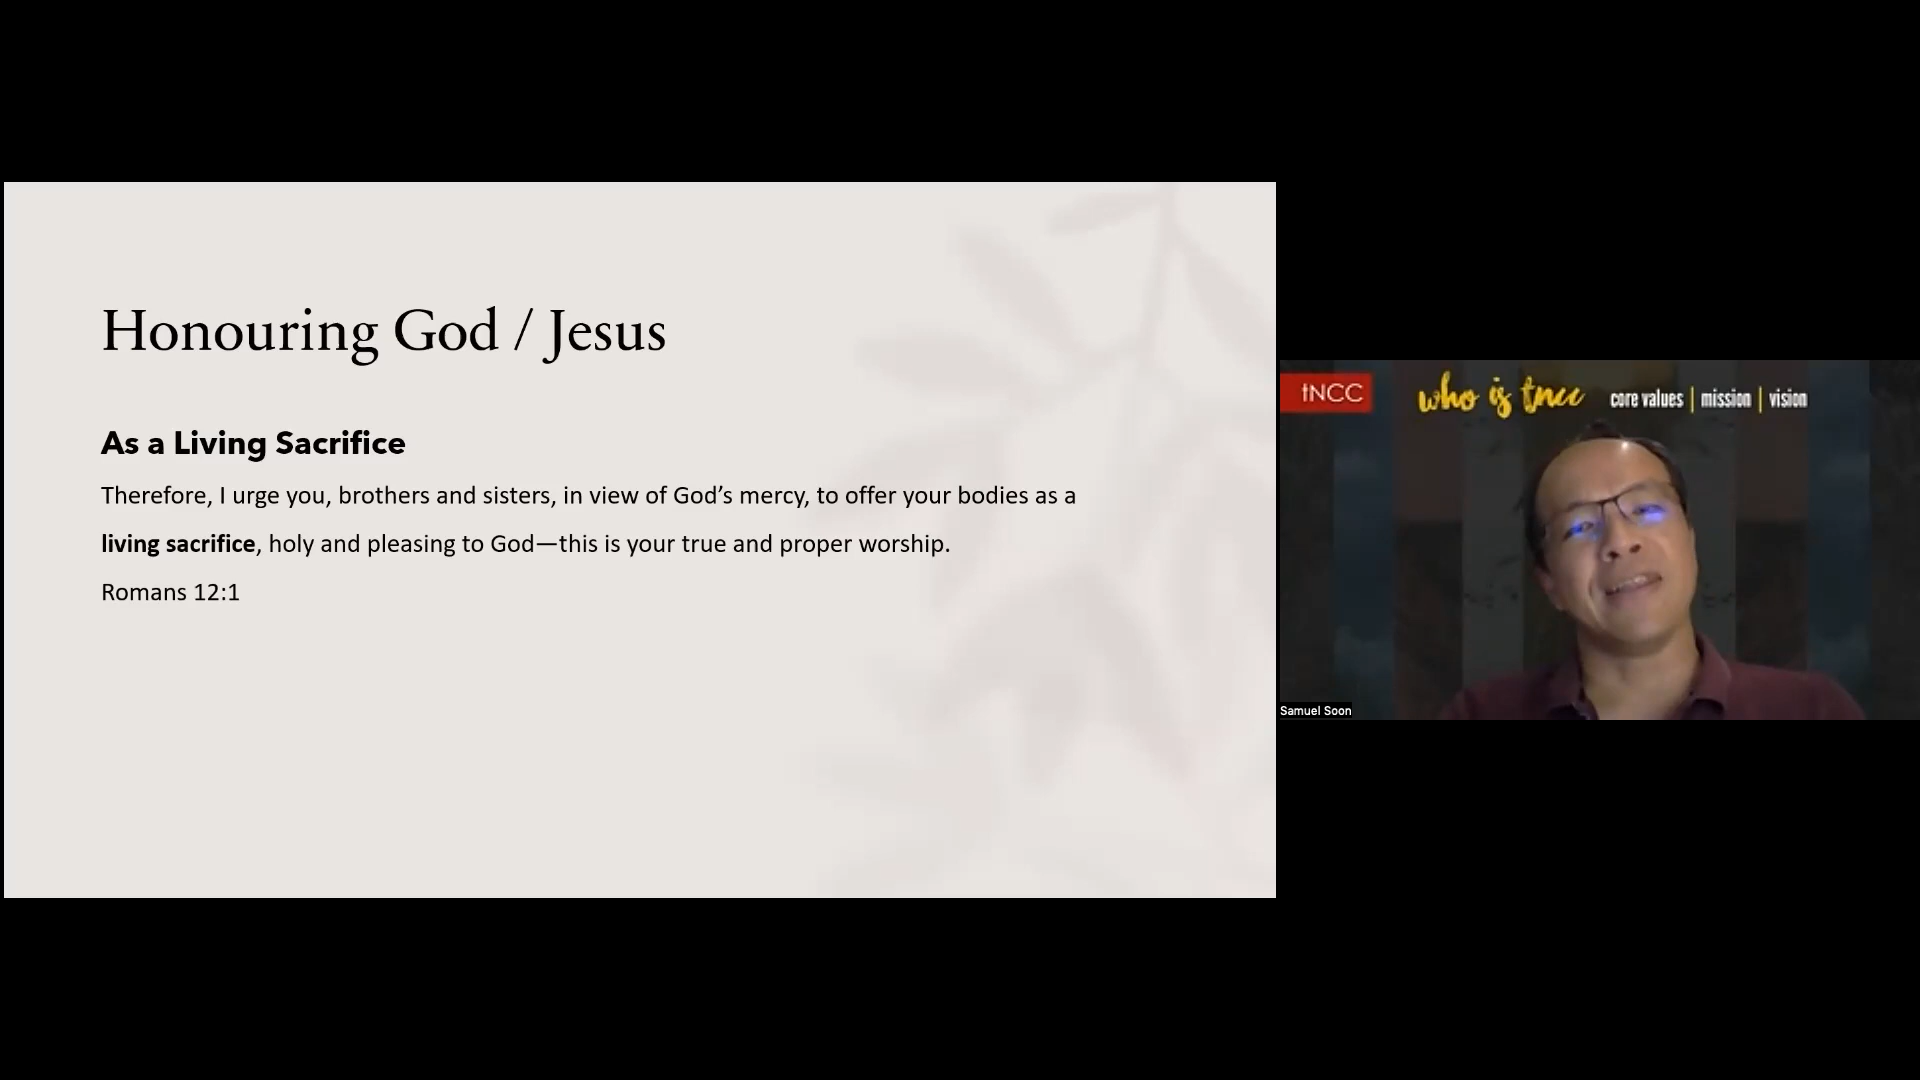 Honouring God / Jesus
As a Living Sacrifice
Therefore, I urge you, brothers and sisters, in view of God’s mercy, to offer your bodies as a
living sacrifice, holy and pleasing to God—this is your true and proper worship.
Romans 12:1
tNCC
who is tncc
core values | mission | vision
Samuel Soon